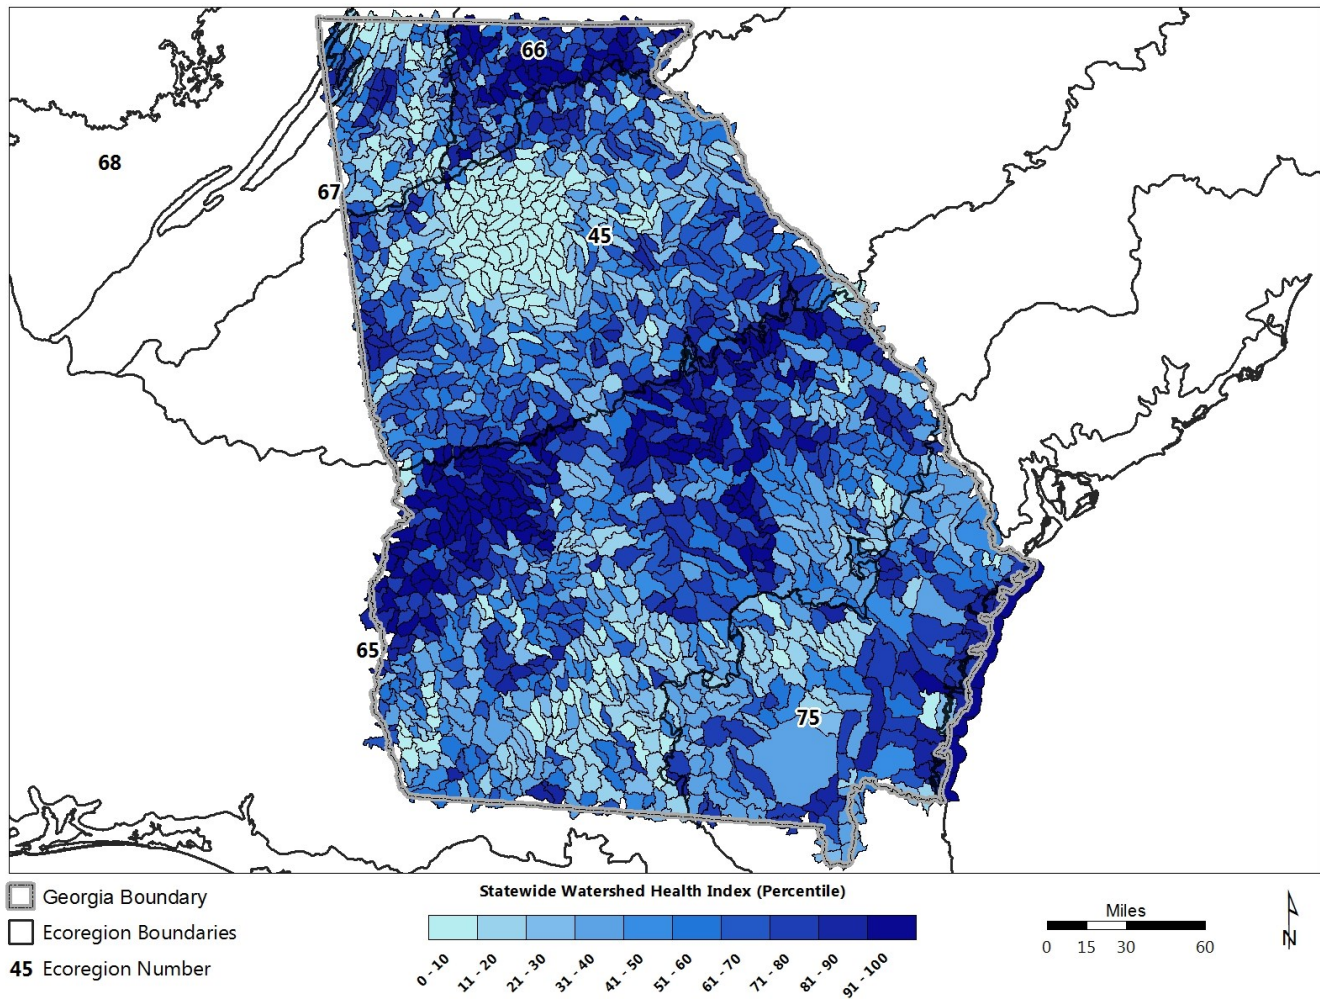 66
68
67
45
65
75
Georgia Boundary
Ecoregion Boundaries
45 Ecoregion Number
Statewide Watershed Health Index (Percentile)
0 - 10
11 - 20
21 - 30
31 - 40
41 - 50
51 - 60
61 - 70
71 - 80
81 - 90
91 - 100
Miles
0 15 30 60
N